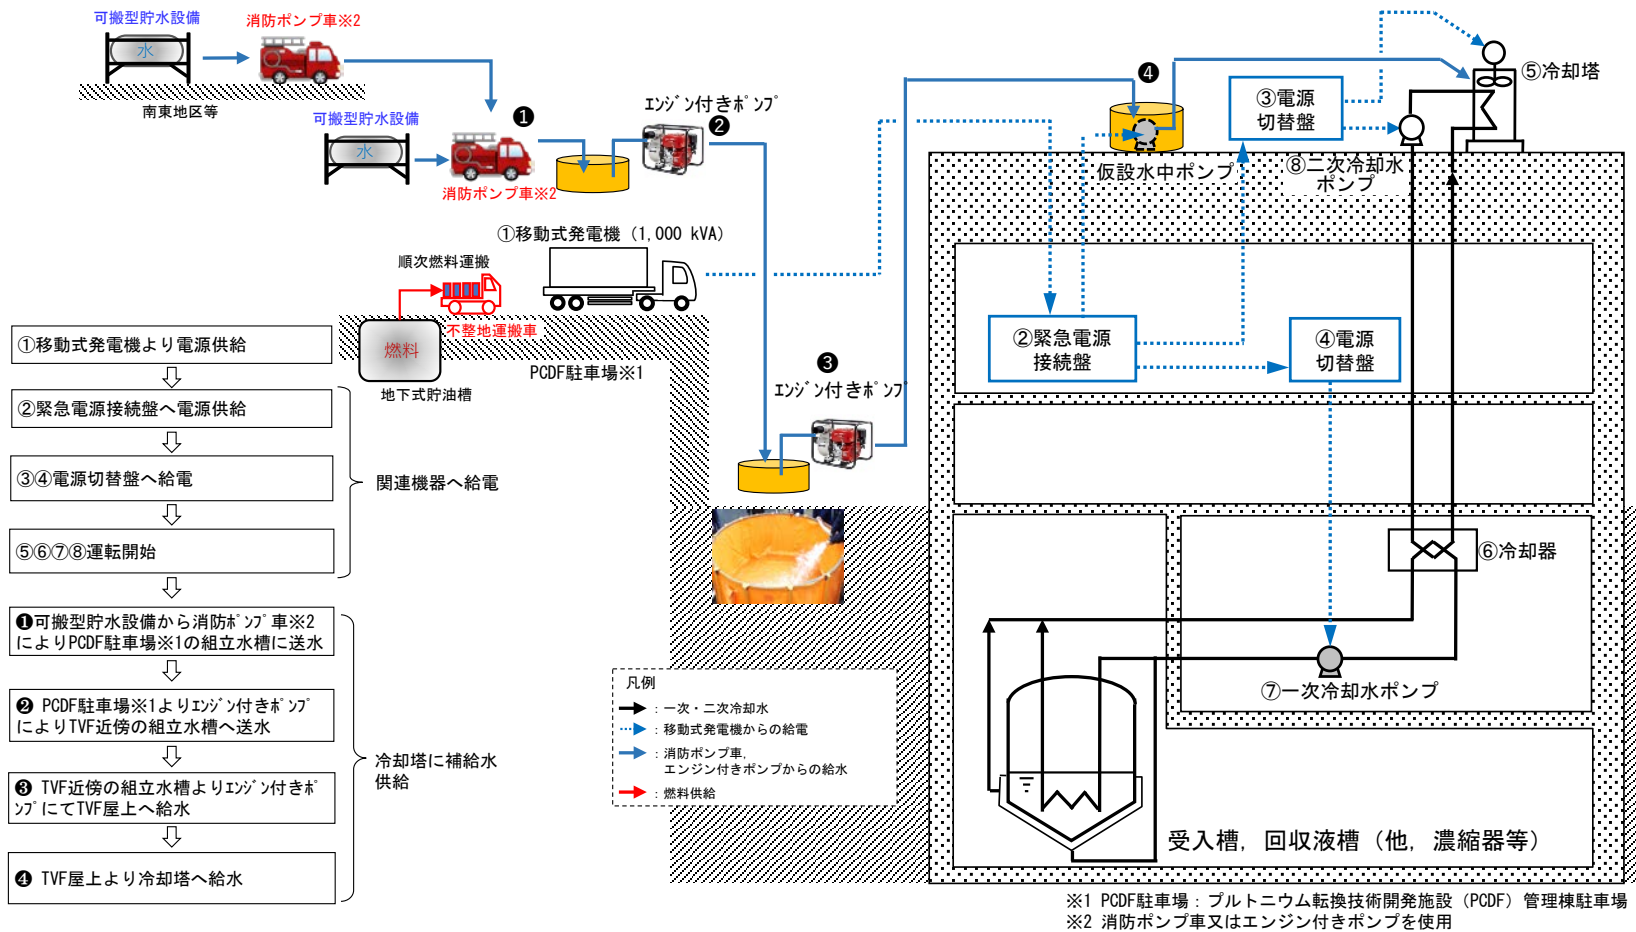 可搬型貯水設備
消防ポンプ車※2
水
南東地区等
可搬型貯水設備
水
❶
消防ポンプ車※2
エンジン付きポンプ
❷
①移動式発電機（1,000 kVA）
順次燃料運搬
不整地運搬車
燃料
地下式貯油槽
PCDF駐車場※1
❸
エンジン付きポンプ
❹
仮設水中ポンプ
③電源
切替盤
⑤冷却塔
⑧二次冷却水
ポンプ
②緊急電源
接続盤
④電源
切替盤
⑥冷却器
⑦一次冷却水ポンプ
受入槽，回収液槽（他，濃縮器等）
①移動式発電機より電源供給
②緊急電源接続盤へ電源供給
③④電源切替盤へ給電
⑤⑥⑦⑧運転開始
関連機器へ給電
❶可搬型貯水設備から消防ポンプ車※2
によりPCDF駐車場※1の組立水槽に送水
❷ PCDF駐車場※1よりエンジン付きポンプ
によりTVF近傍の組立水槽へ送水
❸ TVF近傍の組立水槽よりエンジン付きポ
ンプにてTVF屋上へ給水
❹ TVF屋上より冷却塔へ給水
冷却塔に補給水
供給
凡例
：一次・二次冷却水
：移動式発電機からの給電
：消防ポンプ車，
エンジン付きポンプからの給水
：燃料供給
※1 PCDF駐車場：プルトニウム転換技術開発施設（PCDF）管理棟駐車場
※2 消防ポンプ車又はエンジン付きポンプを使用